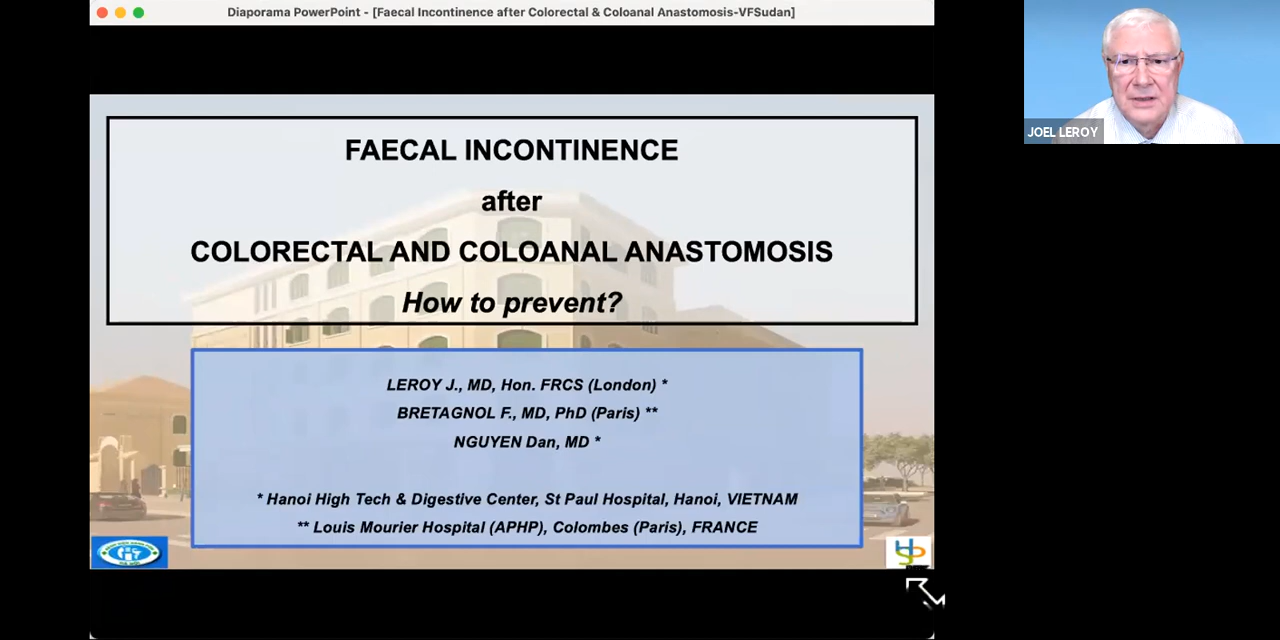 Diaporama PowerPoint - [Faecal Incontinence after Colorectal & Coloanal Anastomosis-VFSudan]
JOEL LEROY
FAECAL INCONTINENCE
after
COLORECTAL AND COLOANAL ANASTOMOSIS
How to prevent?
LEROY J., MD, Hon. FRCS (London) *
BRETAGNOL F., MD, PhD (Paris) **
NGUYEN Dan, MD *
* Hanoi High Tech & Digestive Center, St Paul Hospital, Hanoi, VIETNAM
** Louis Mourier Hospital (APHP), Colombes (Paris), FRANCE